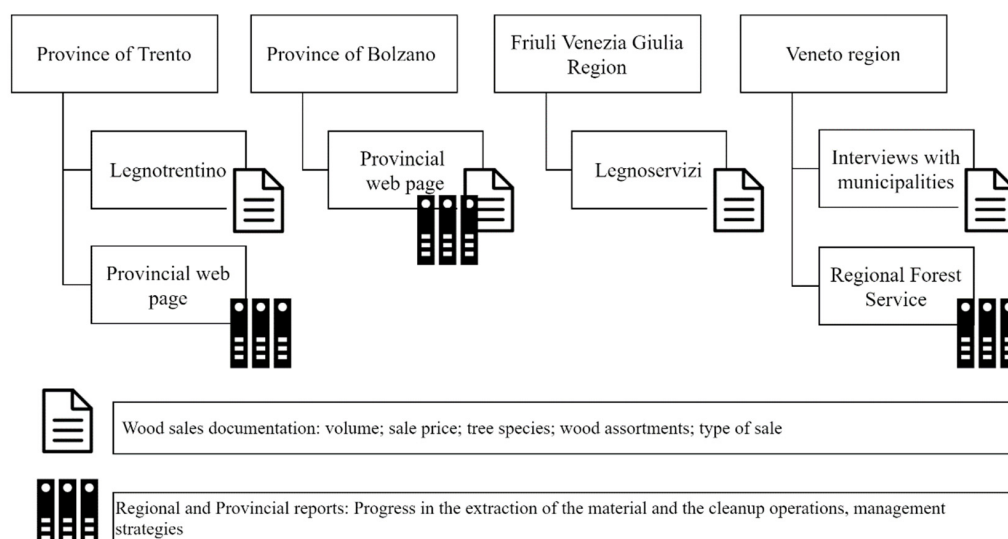 Province of Trento
Province of Bolzano
Friuli Venezia Giulia
Region
Veneto region
Legnotrentino
Provincial
web page
Legnoservizi
Interviews with
municipalities
Provincial web
page
Regional Forest
Service
Wood sales documentation: volume; sale price; tree species; wood assortments; type of sale
Regional and Provincial reports: Progress in the extraction of the material and the cleanup operations, management
strategies